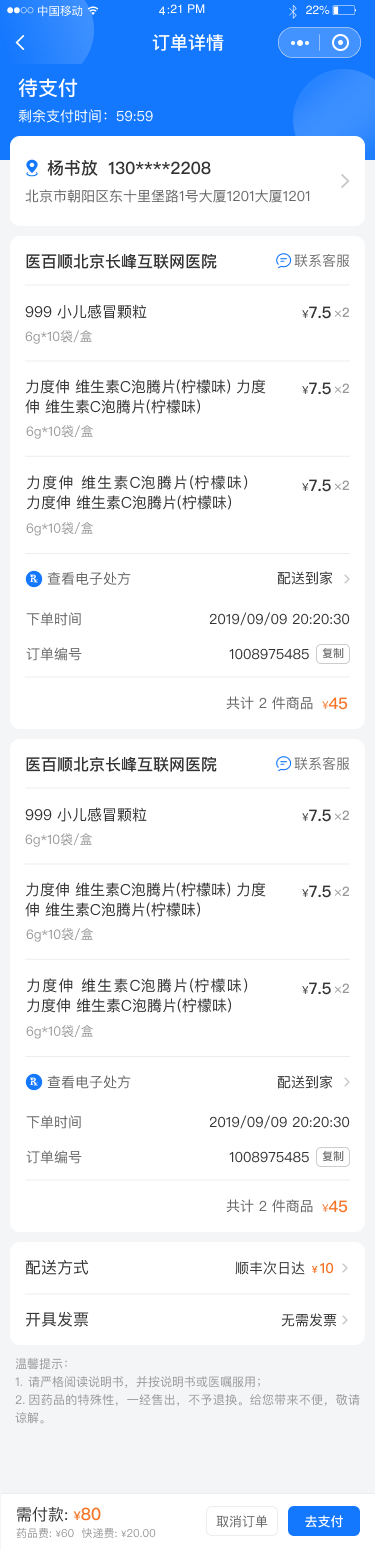 中国移动 4:21 PM 22%
订单详情
待支付
剩余支付时间：59:59
杨书放 130****2208
北京市朝阳区东十里堡路1号大厦1201大厦1201
医百顺北京长峰互联网医院 联系客服
999 小儿感冒颗粒 ¥7.5 ×2
6g*10袋/盒
力度伸 维生素C泡腾片(柠檬味) 力度 ¥7.5 ×2
伸 维生素C泡腾片(柠檬味)
6g*10袋/盒
力度伸 维生素C泡腾片(柠檬味) ¥7.5 ×2
力度伸 维生素C泡腾片(柠檬味)
6g*10袋/盒
R 查看电子处方 配送到家
下单时间 2019/09/09 20:20:30
订单编号 1008975485 复制
共计 2 件商品 ¥45
医百顺北京长峰互联网医院 联系客服
999 小儿感冒颗粒 ¥7.5 ×2
6g*10袋/盒
力度伸 维生素C泡腾片(柠檬味) 力度 ¥7.5 ×2
伸 维生素C泡腾片(柠檬味)
6g*10袋/盒
力度伸 维生素C泡腾片(柠檬味) ¥7.5 ×2
力度伸 维生素C泡腾片(柠檬味)
6g*10袋/盒
R 查看电子处方 配送到家
下单时间 2019/09/09 20:20:30
订单编号 1008975485 复制
共计 2 件商品 ¥45
配送方式 顺丰次日达 ¥10
开具发票 无需发票
温馨提示：
1. 请严格阅读说明书，并按说明书或医嘱服用；
2. 因药品的特殊性，一经售出，不予退换。给您带来不便，敬请
谅解。
需付款: ¥80 取消订单 去支付
药品费: ¥60 快递费: ¥20.00